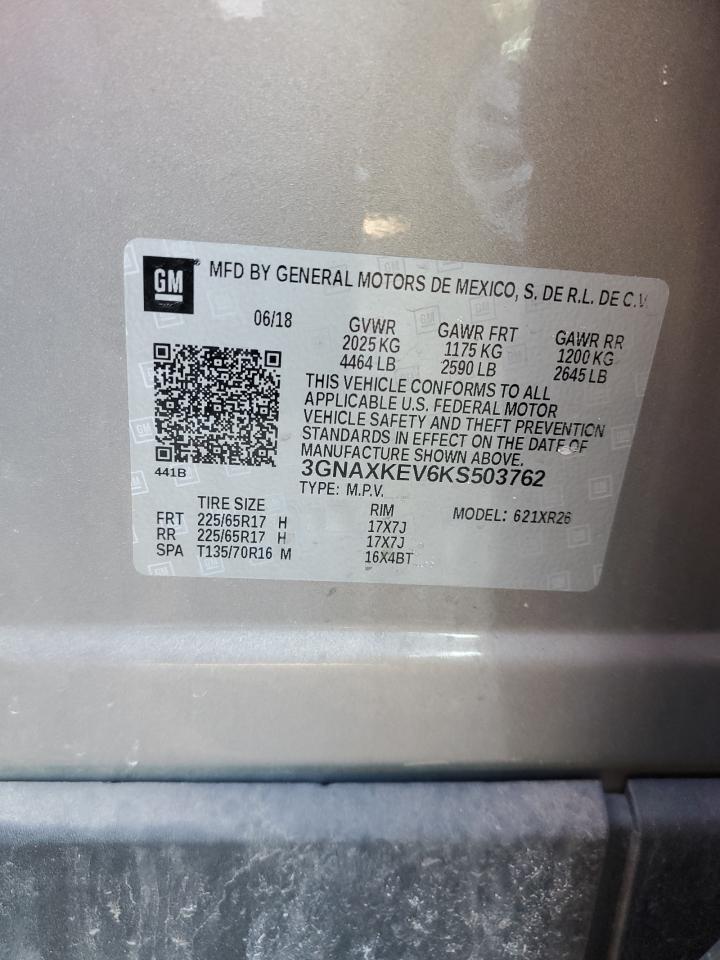 GM MFD BY GENERAL MOTORS DE MEXICO, S. DE R.L. DE C.V.
06/18
GVWR GAWR FRT GAWR RR
2025 KG 1175 KG 1200 KG
4464 LB 2590 LB 2645 LB
THIS VEHICLE CONFORMS TO ALL
APPLICABLE U.S. FEDERAL MOTOR
VEHICLE SAFETY AND THEFT PREVENTION
STANDARDS IN EFFECT ON THE DATE OF
MANUFACTURE SHOWN ABOVE.
441B
3GNAXKEV6KS503762
TYPE: M.P.V. MODEL: 621XR26
TIRE SIZE RIM
FRT 225/65R17 H 17X7J
RR 225/65R17 H 17X7J
SPA T135/70R16 M 16X4BT